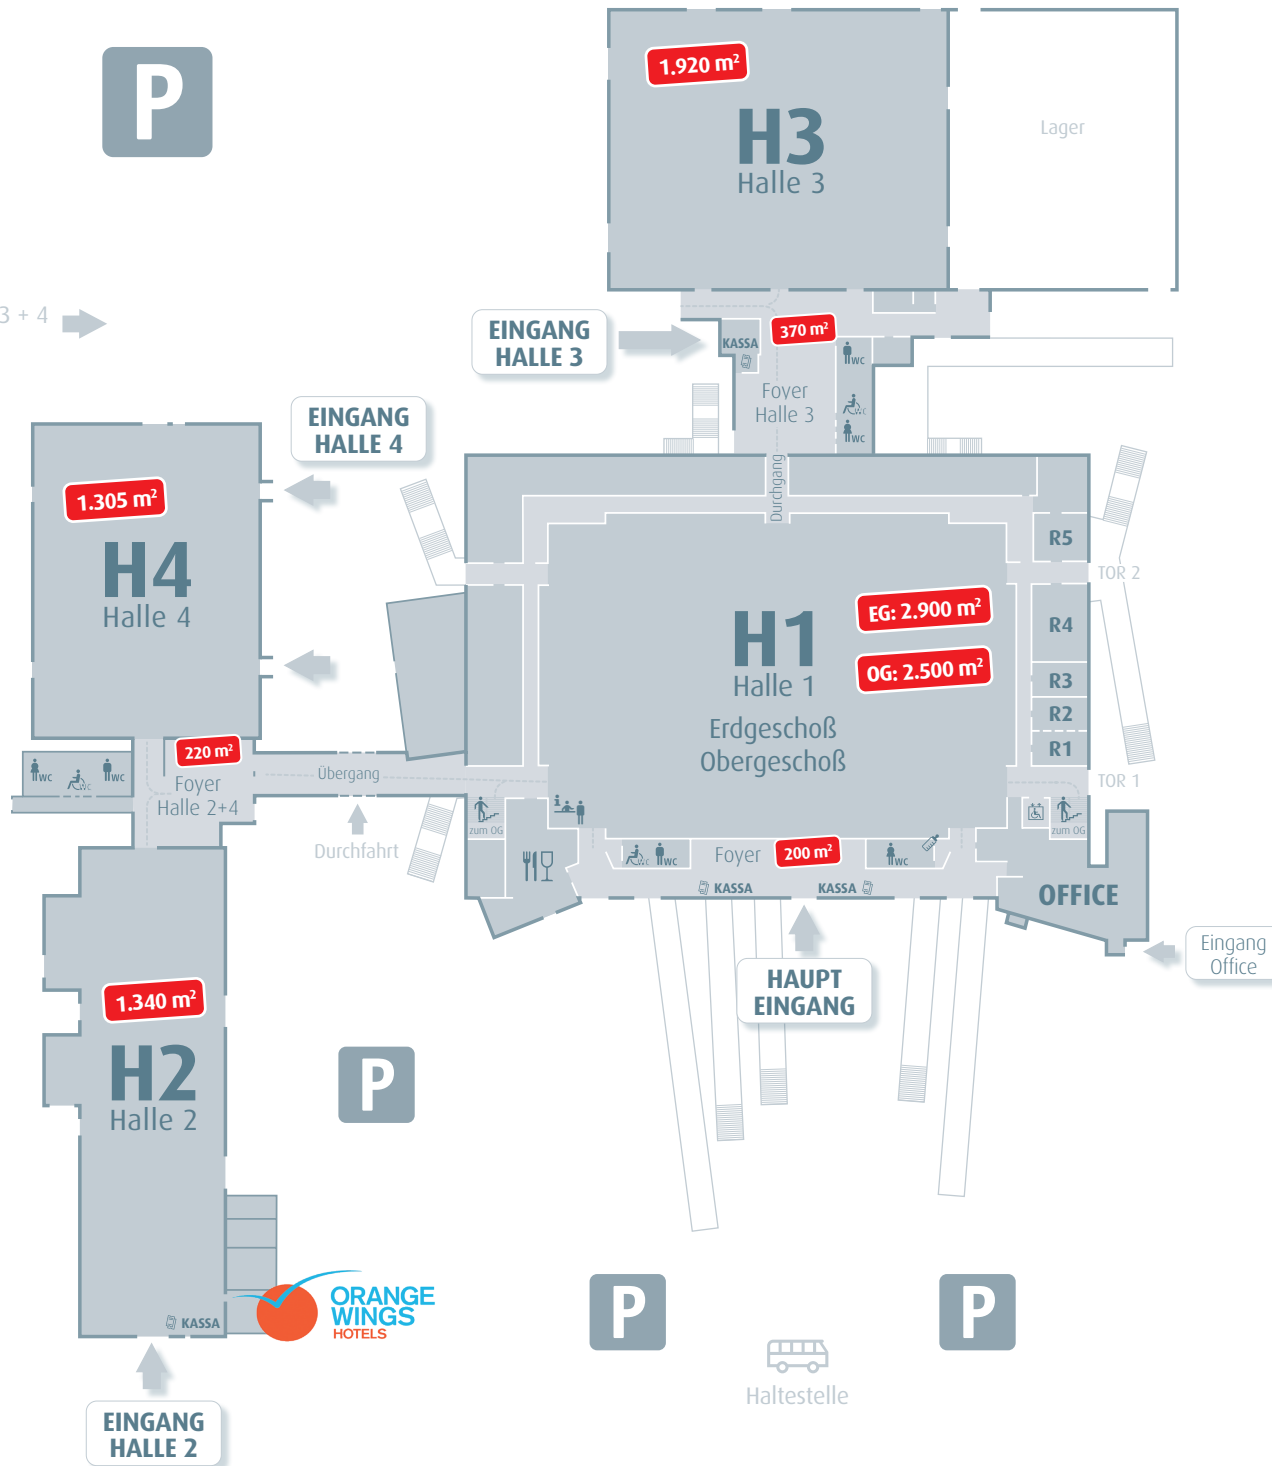 P
1.920 m²
H3
Halle 3
Lager
3 + 4
EINGANG
HALLE 3
KASSA
370 m²
WC
Foyer
Halle 3
WC
WC
EINGANG
HALLE 4
1.305 m²
H4
Halle 4
Durchgang
R5
TOR 2
EG: 2.900 m²
R4
H1
Halle 1
OG: 2.500 m²
R3
Erdgeschoß
Obergeschoß
R2
R1
TOR 1
220 m²
WC
WC
WC
Foyer
Halle 2+4
Übergang
Durchfahrt
zum OG
i
zum OG
WC
WC
Foyer
200 m²
WC
KASSA
KASSA
OFFICE
Eingang
Office
HAUPT
EINGANG
1.340 m²
H2
Halle 2
P
KASSA
ORANGE
WINGS
HOTELS
P
P
Haltestelle
EINGANG
HALLE 2